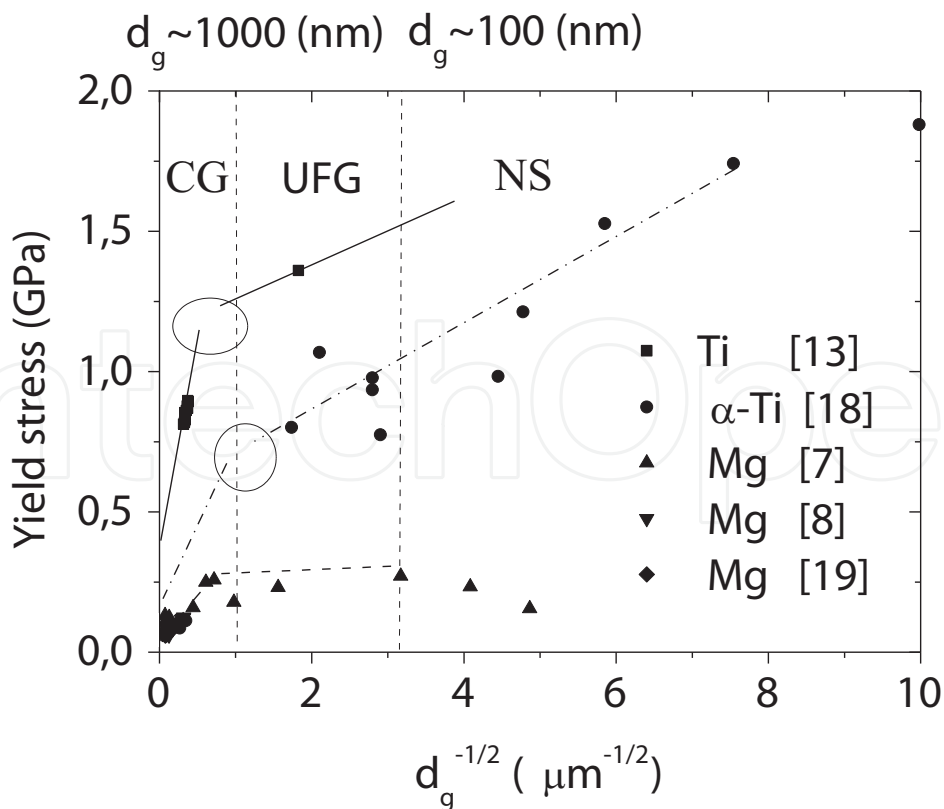 d_g~1000 (nm) d_g~100 (nm)
2,0
1,5
1,0
0,5
0,0
Yield stress (GPa)
CG UFG NS
Ti [13]
α-Ti [18]
Mg [7]
Mg [8]
Mg [19]
0 2 4 6 8 10
d_g^-1/2 ( μm^-1/2)
ntechOpe